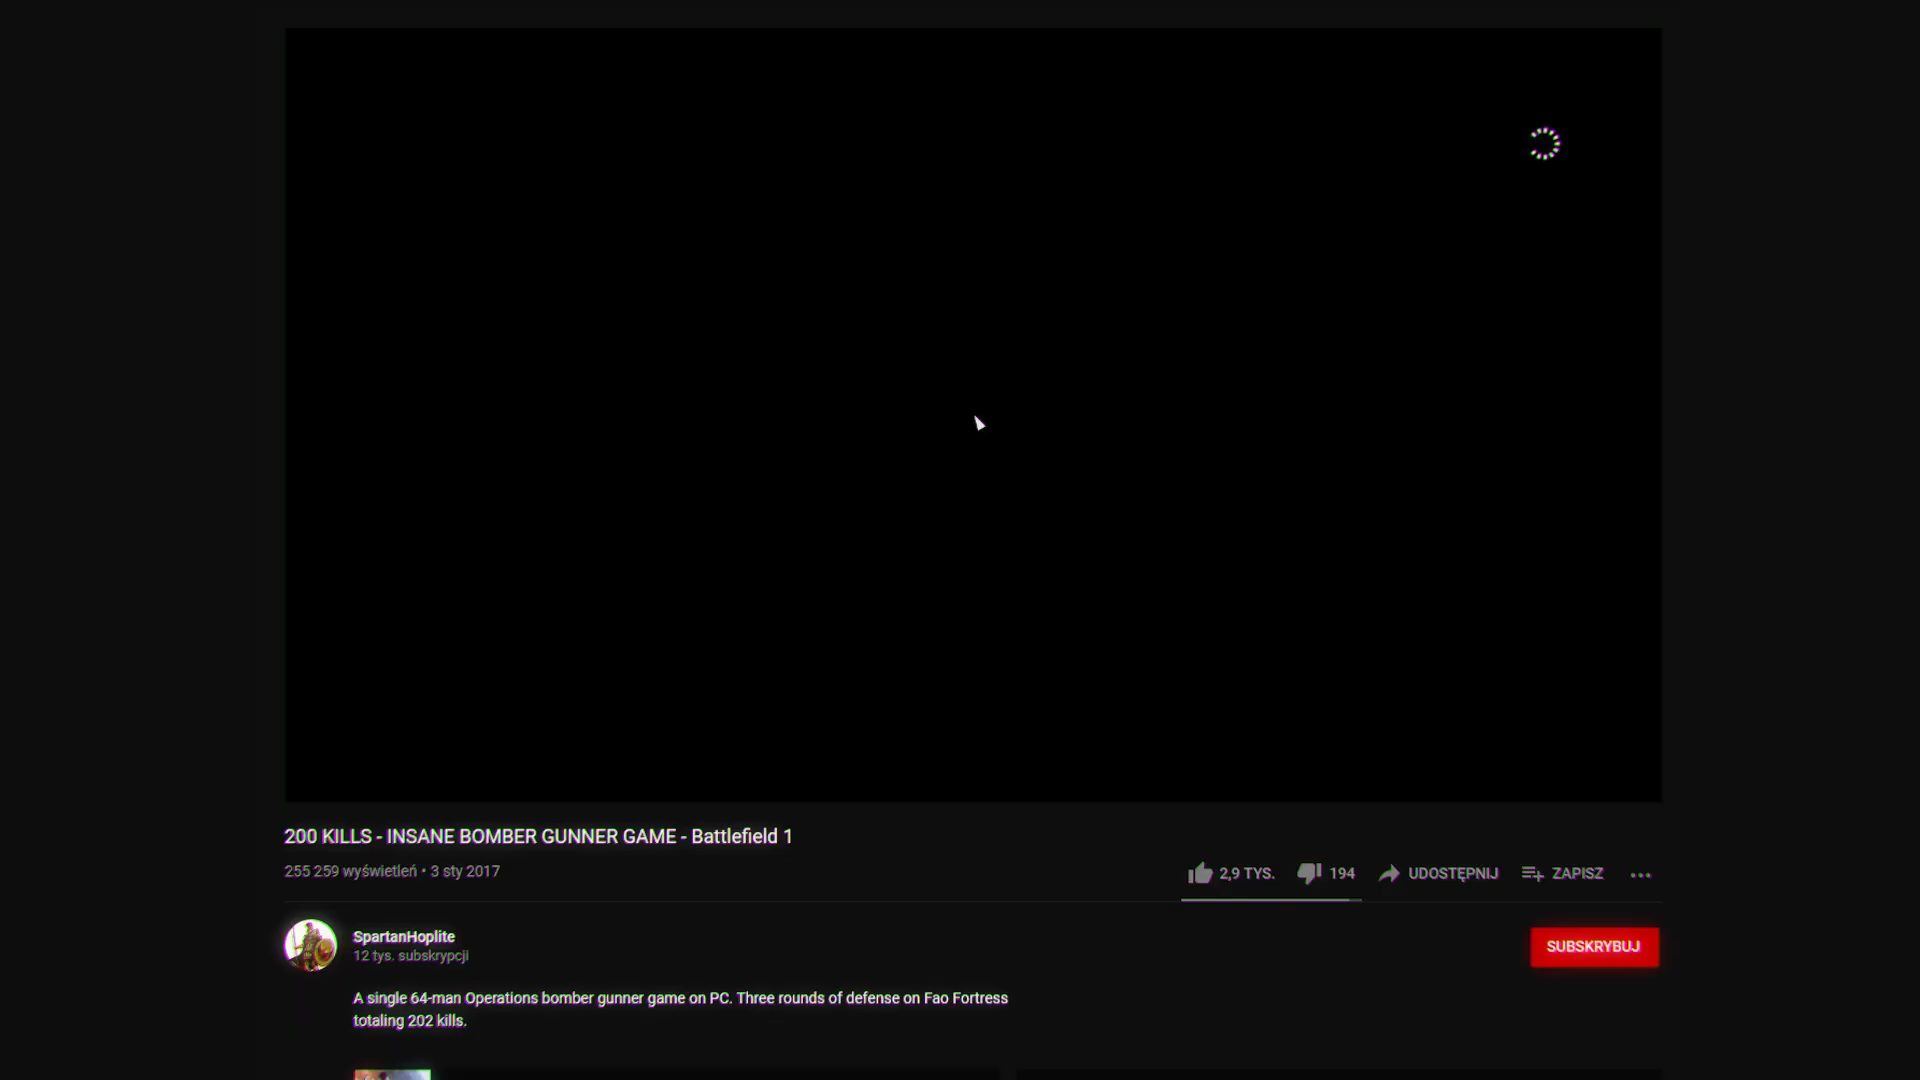 200 KILLS - INSANE BOMBER GUNNER GAME - Battlefield 1
255 259 wyświetleń • 3 sty 2017
2,9 TYS.
194
UDOSTĘPNIJ
ZAPISZ
SpartanHoplite
12 tys. subskrypcji
SUBSKRYBUJ
A single 64-man Operations bomber gunner game on PC. Three rounds of defense on Fao Fortress
totaling 202 kills.